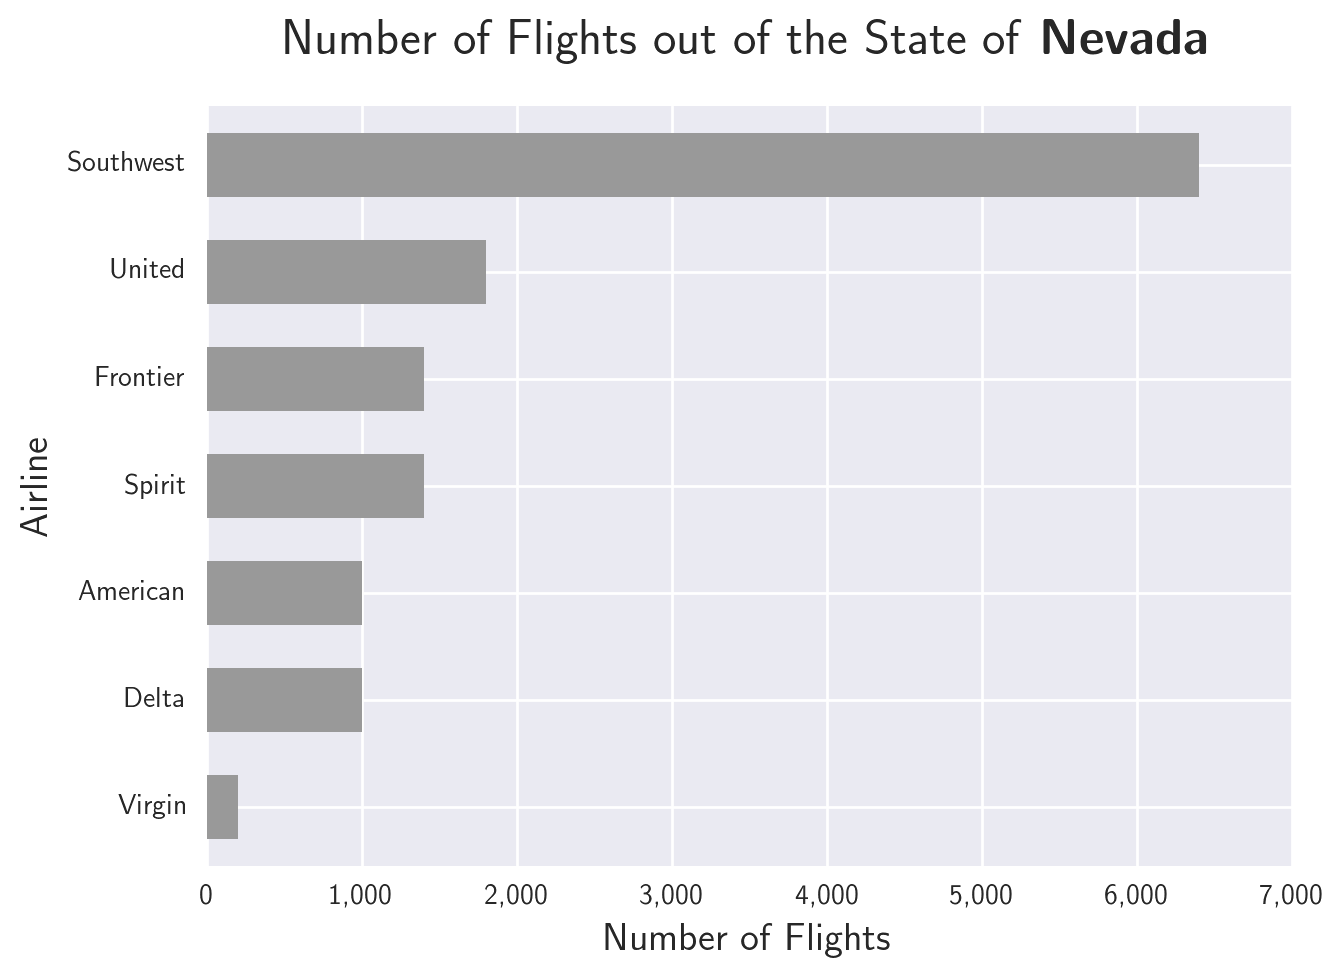 Number of Flights out of the State of Nevada
Southwest
United
Frontier
Spirit
American
Delta
Virgin
Airline
0 1,000 2,000 3,000 4,000 5,000 6,000 7,000
Number of Flights